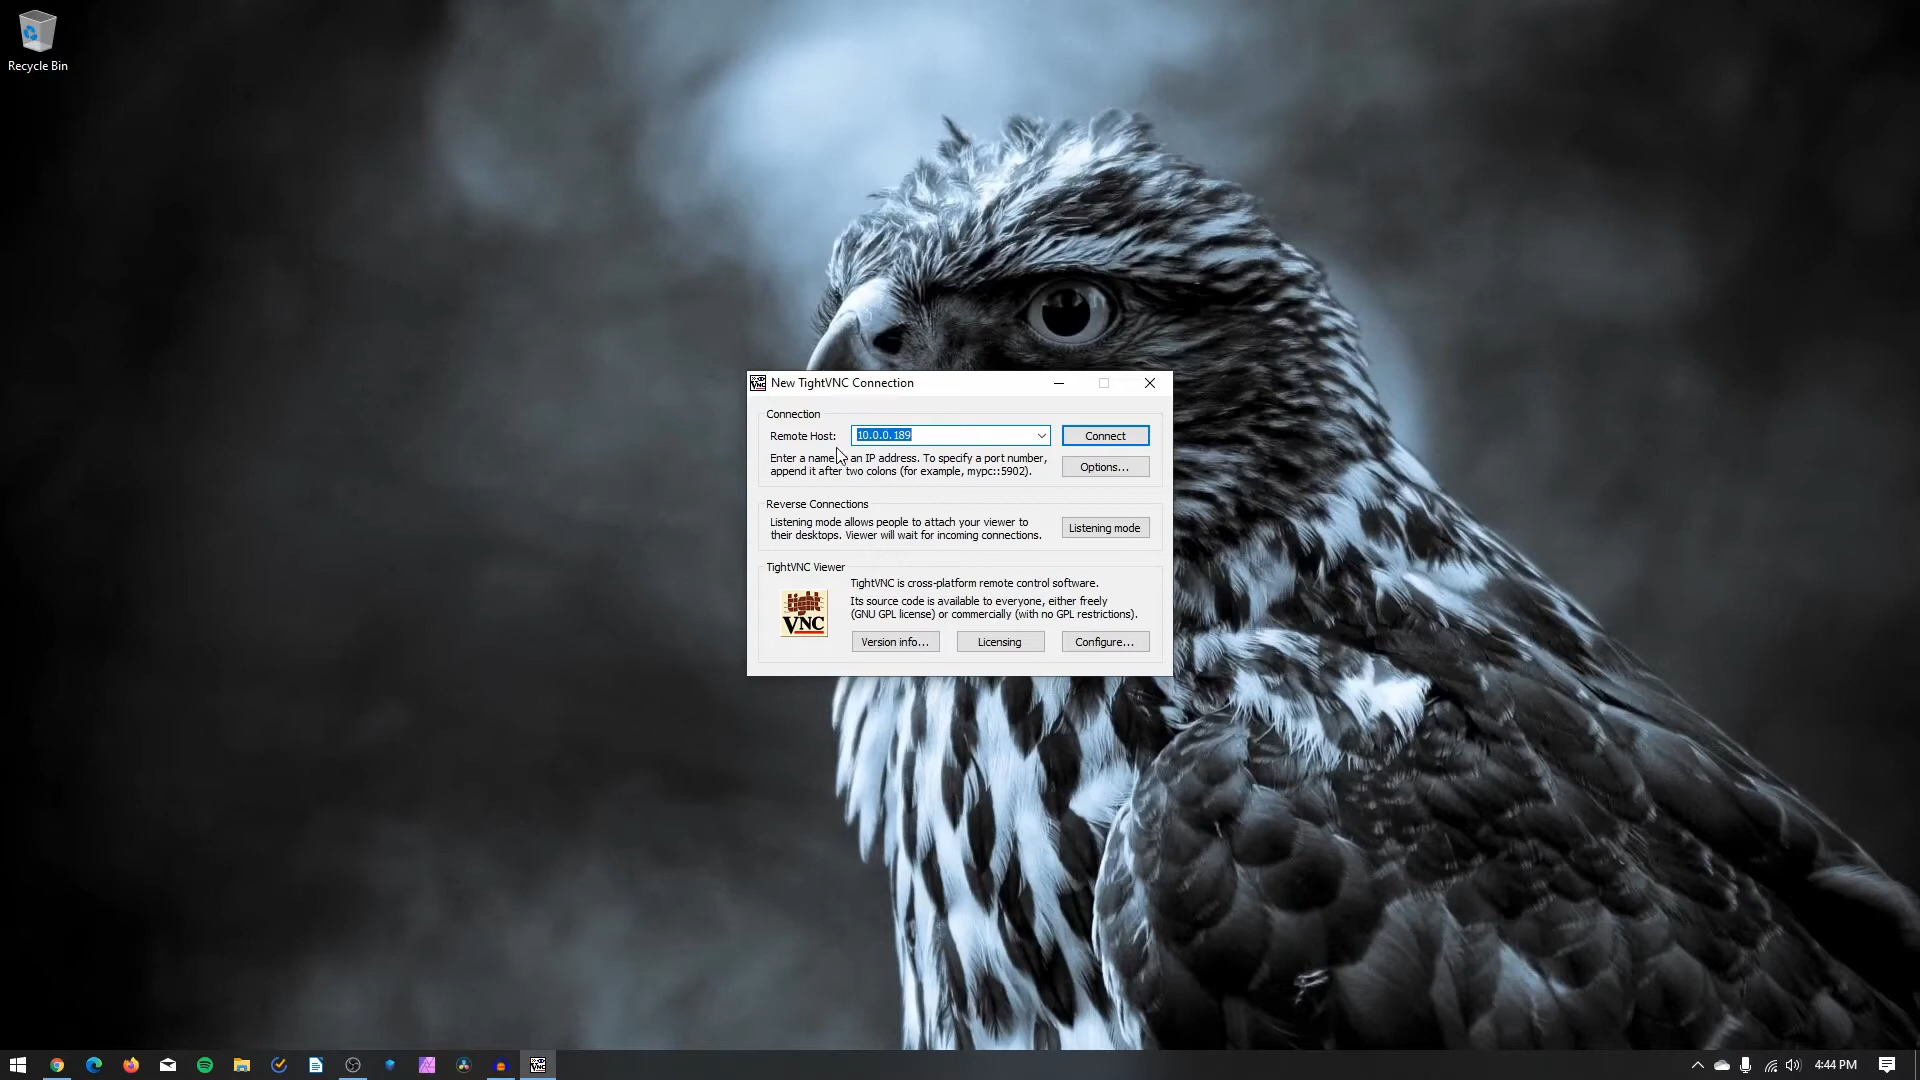 Recycle Bin
New TightVNC Connection
Connection
Remote Host: 10.0.0.189 Connect
Enter a name an IP address. To specify a port number,
append it after two colons (for example, mypc::5902).
Options...
Reverse Connections
Listening mode allows people to attach your viewer to
their desktops. Viewer will wait for incoming connections.
Listening mode
TightVNC Viewer
tight
VNC
TightVNC is cross-platform remote control software.
Its source code is available to everyone, either freely
(GNU GPL license) or commercially (with no GPL restrictions).
Version info... Licensing Configure...
4:44 PM